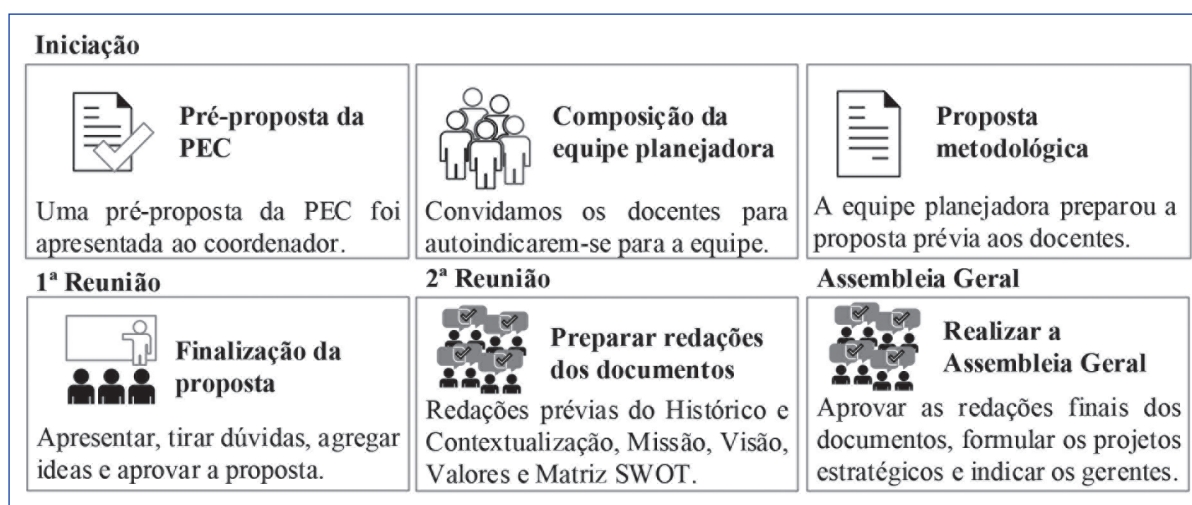 Iniciação
Pré-proposta da
PEC
Uma pré-proposta da PEC foi
apresentada ao coordenador.
Composição da
equipe planejadora
Convidamos os docentes para
autoindicarem-se para a equipe.
Proposta
metodológica
A equipe planejadora preparou a
proposta prévia aos docentes.
1ª Reunião
Finalização da
proposta
Apresentar, tirar dúvidas, agregar
ideas e aprovar a proposta.
2ª Reunião
Preparar redações
dos documentos
Redações prévias do Histórico e
Contextualização, Missão, Visão,
Valores e Matriz SWOT.
Assembleia Geral
Realizar a
Assembleia Geral
Aprovar as redações finais dos
documentos, formular os projetos
estratégicos e indicar os gerentes.